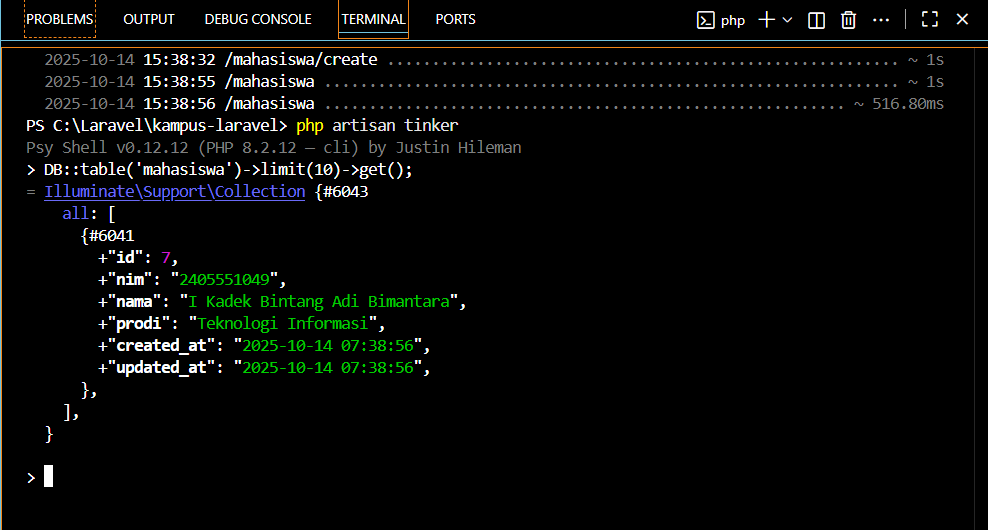 PROBLEMS OUTPUT DEBUG CONSOLE TERMINAL PORTS php
2025-10-14 15:38:32 /mahasiswa/create ......................................................... ~ 1s
2025-10-14 15:38:55 /mahasiswa ................................................................ ~ 1s
2025-10-14 15:38:56 /mahasiswa .......................................................... ~ 516.80ms
PS C:\Laravel\kampus-laravel> php artisan tinker
Psy Shell v0.12.12 (PHP 8.2.12 — cli) by Justin Hileman
> DB::table('mahasiswa')->limit(10)->get();
= Illuminate\Support\Collection {#6043
all: [
{#6041
+"id": 7,
+"nim": "2405551049",
+"nama": "I Kadek Bintang Adi Bimantara",
+"prodi": "Teknologi Informasi",
+"created_at": "2025-10-14 07:38:56",
+"updated_at": "2025-10-14 07:38:56",
},
],
}
>